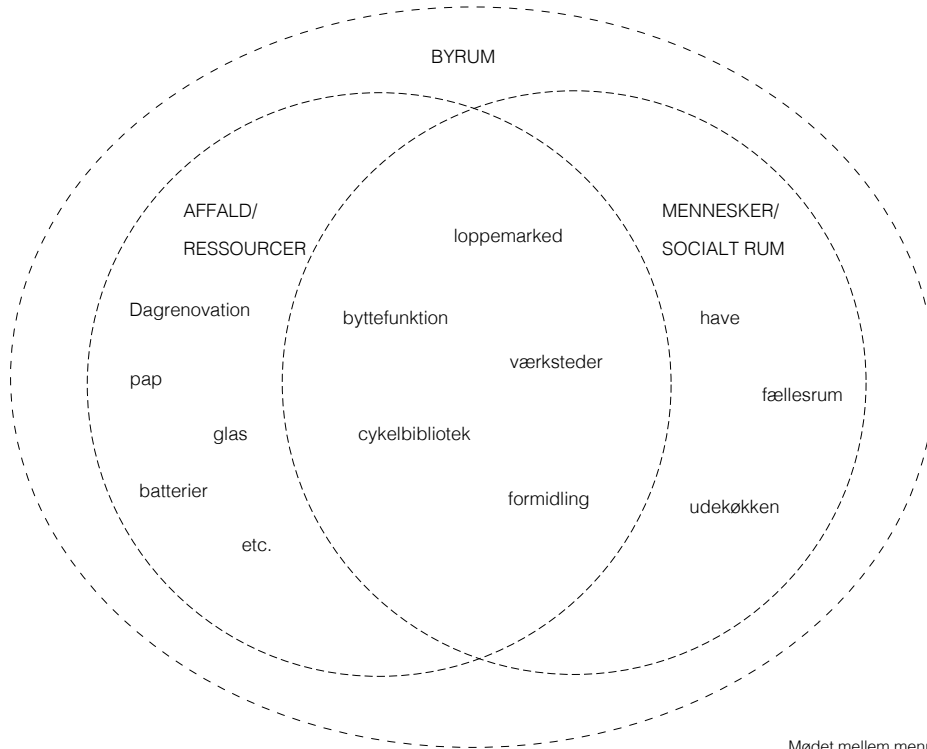 BYRUM
AFFALD/
RESSOURCER
Dagrenovation
pap
glas
batterier
etc.
loppemarked
byttefunktion
værksteder
cykelbibliotek
formidling
MENNESKER/
SOCIALT RUM
have
fællesrum
udekøkken
Mødet mellem